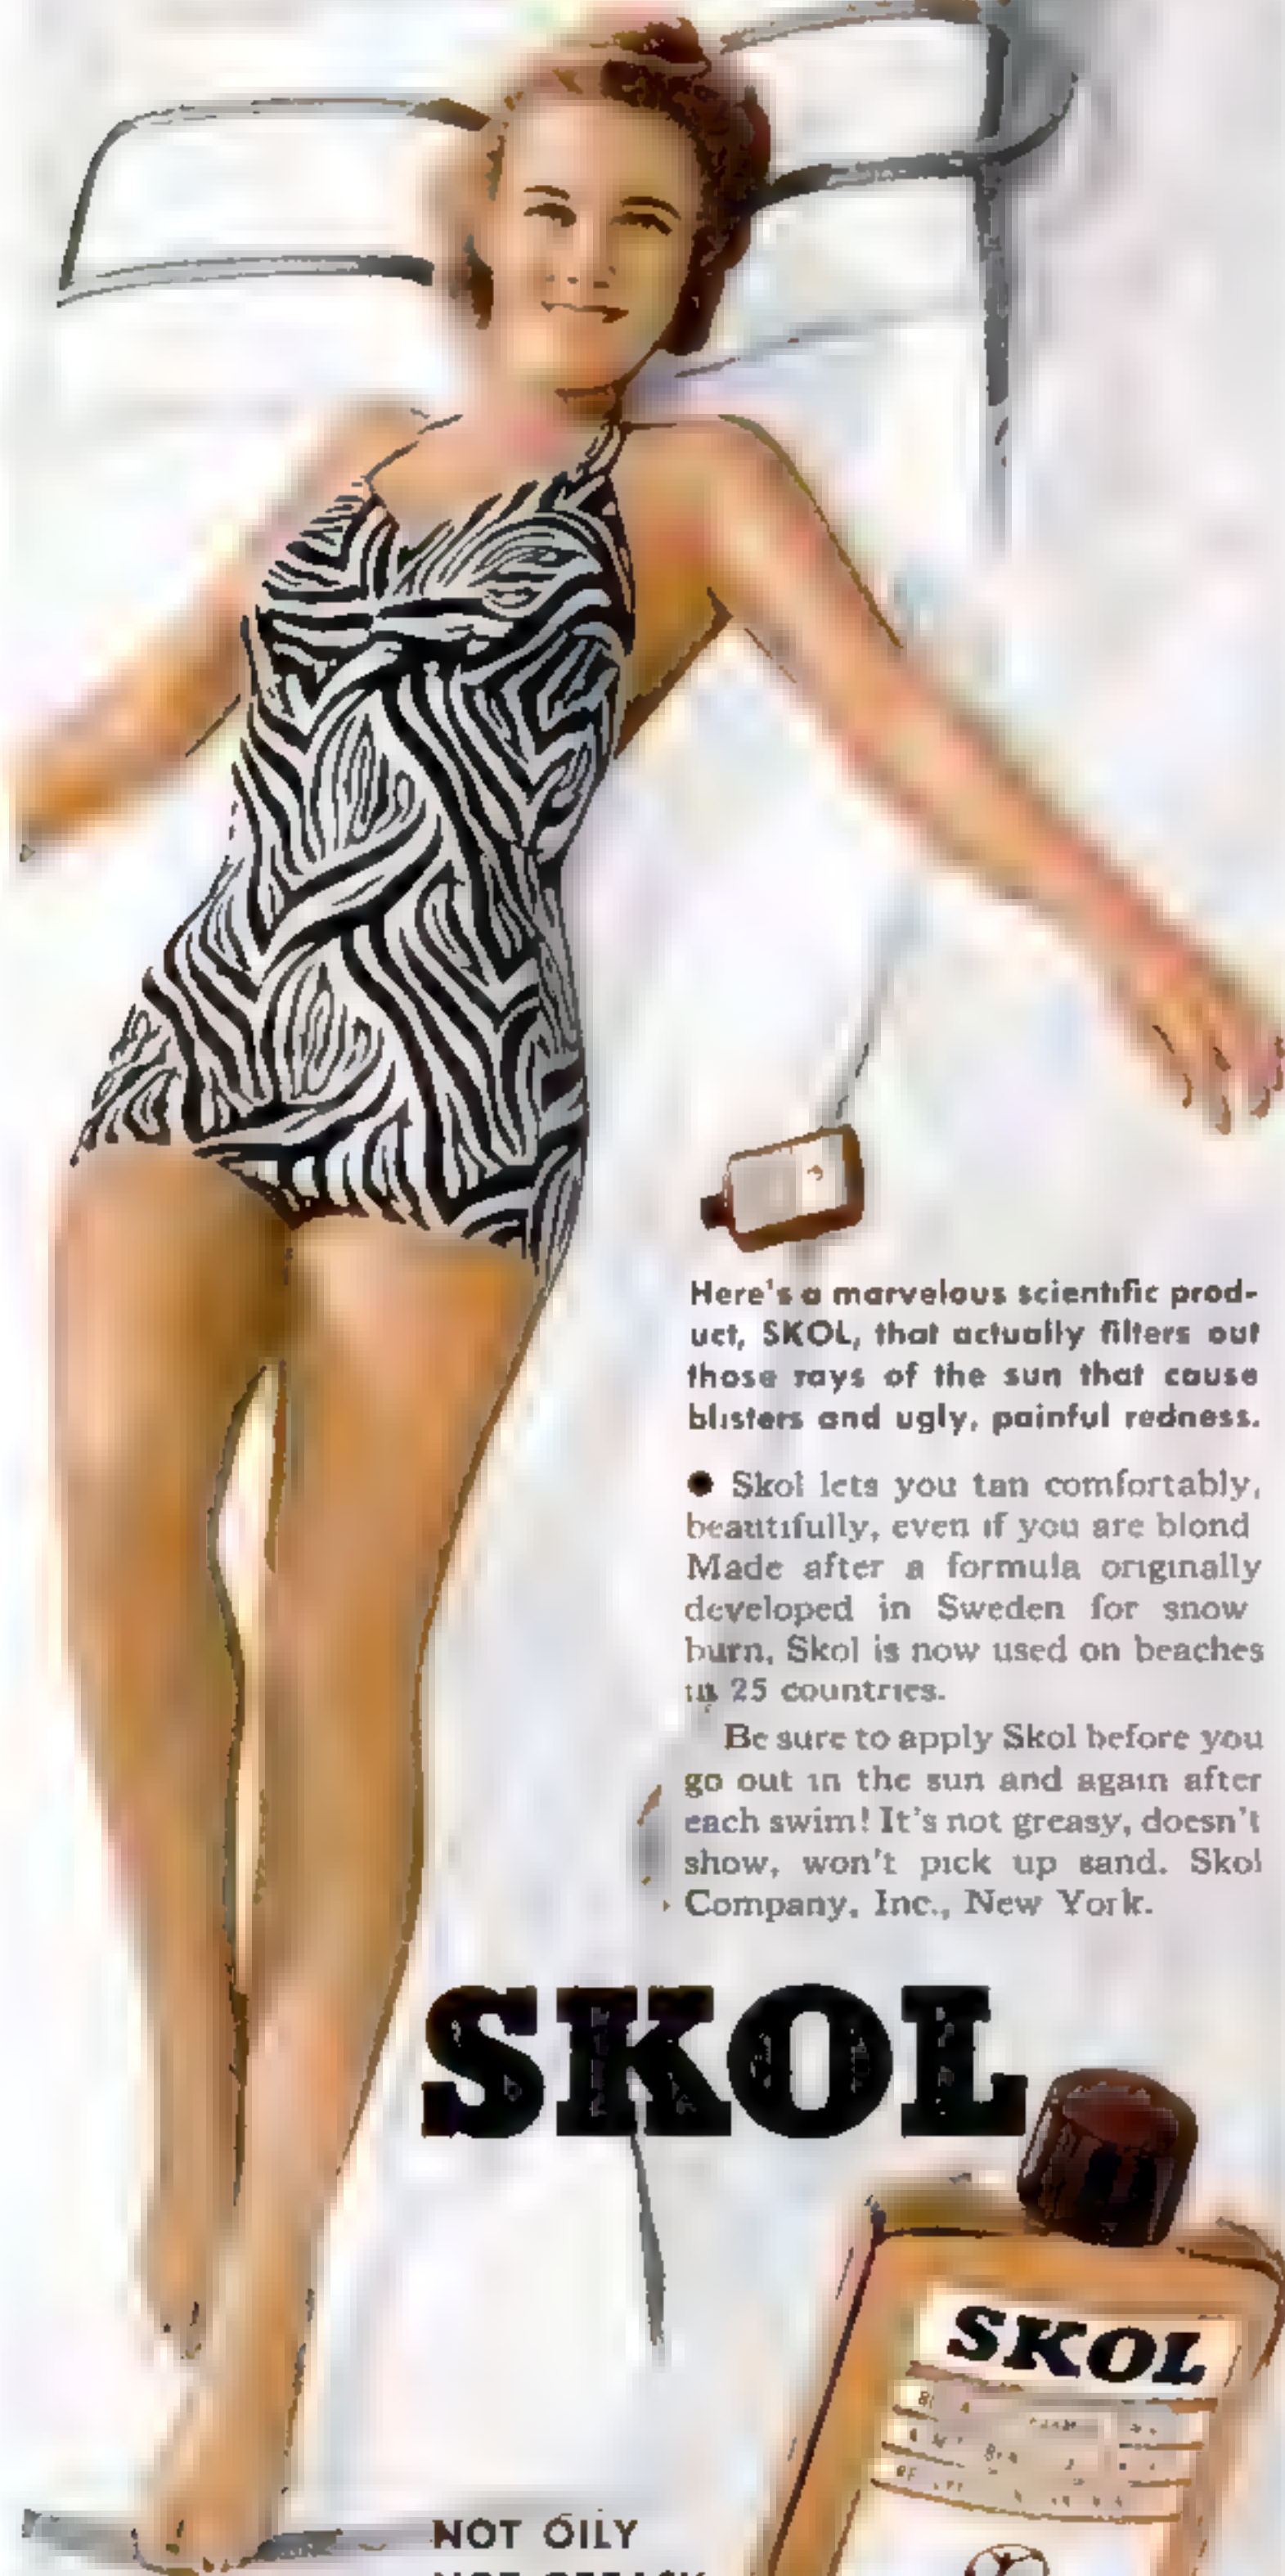 Here's a marvelous scientific prod-
uct, SKOL, that actually filters out
those rays of the sun that cause
blisters and ugly, painful redness.
● Skol lets you tan comfortably,
beautifully, even if you are blond
Made after a formula originally
developed in Sweden for snow
burn, Skol is now used on beaches
in 25 countries.
Be sure to apply Skol before you
go out in the sun and again after
each swim! It's not greasy, doesn't
show, won't pick up sand. Skol
Company, Inc., New York.
SKOL
SKOL
NOT OILY